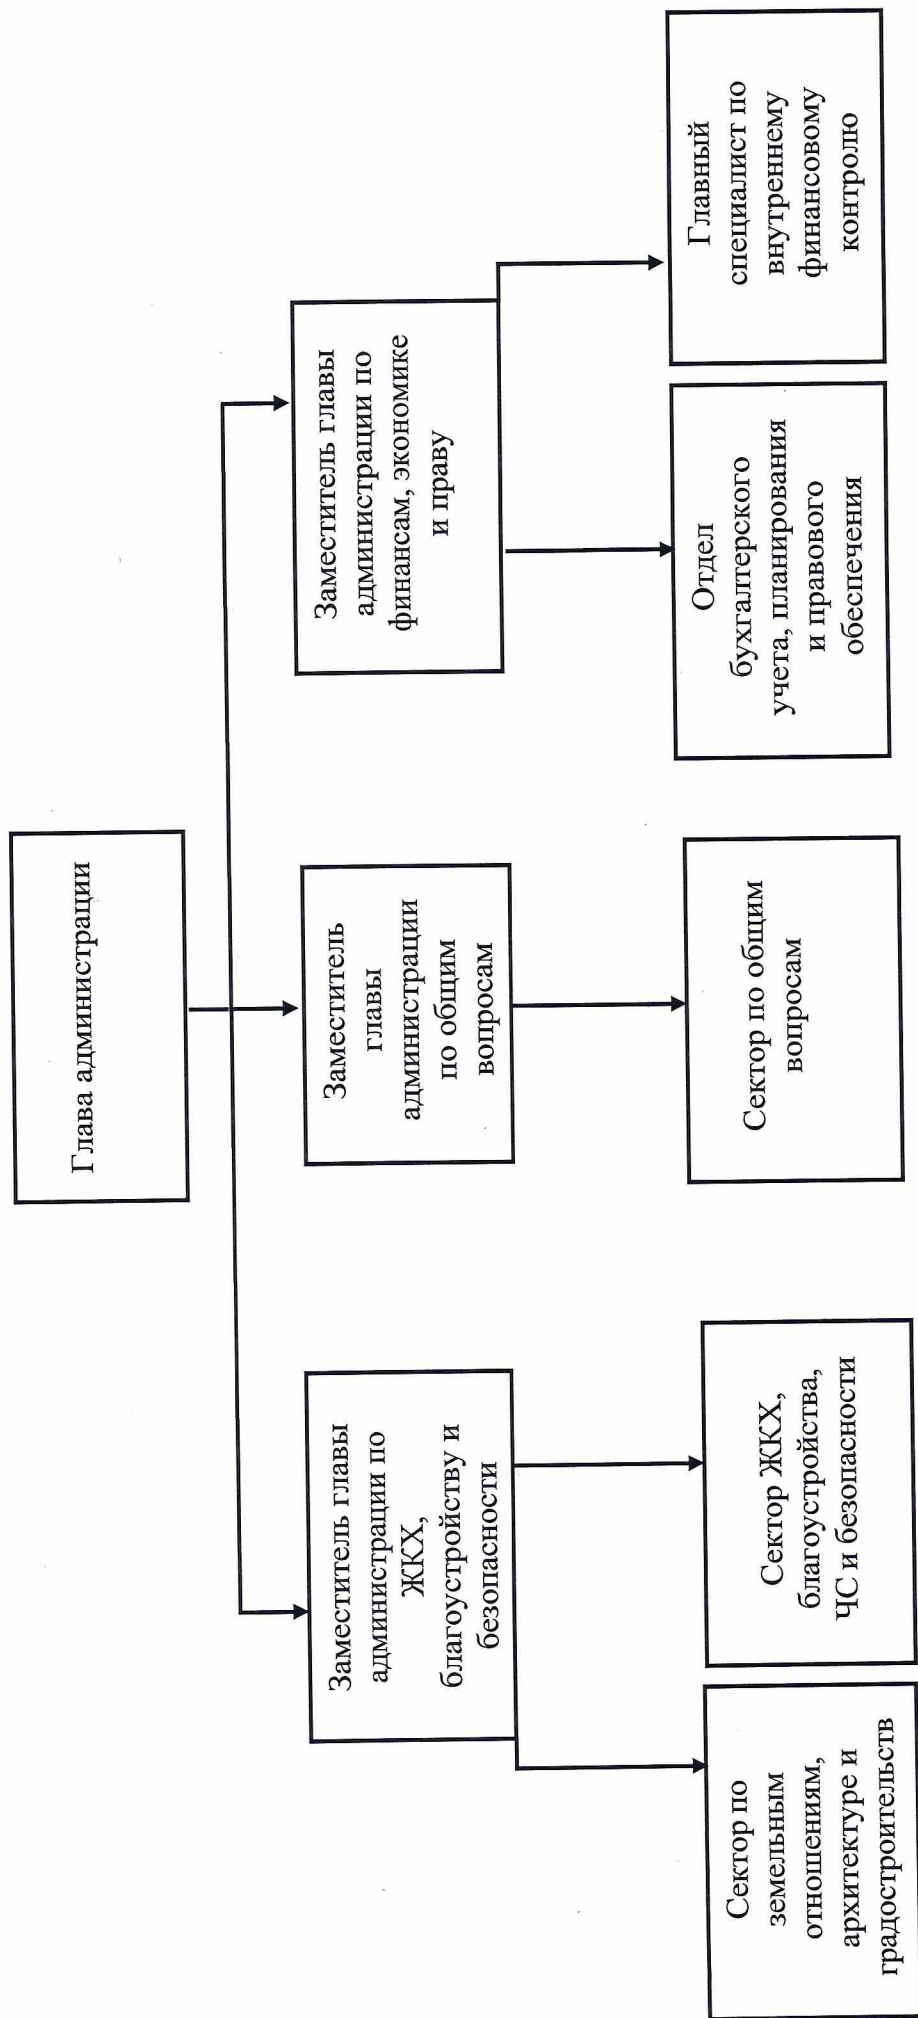 Глава администрации
Заместитель главы
администрации по
ЖКХ,
благоустройству и
безопасности
Заместитель
главы
администрации
по общим
вопросам
Заместитель главы
администрации по
финансам, экономике
и праву
Сектор по
земельным
отношениям,
архитектуре и
градостроительств
Сектор ЖКХ,
благоустройства,
ЧС и безопасности
Сектор по общим
вопросам
Отдел
бухгалтерского
учета, планирования
и правового
обеспечения
Главный
специалист по
внутреннему
финансовому
контролю